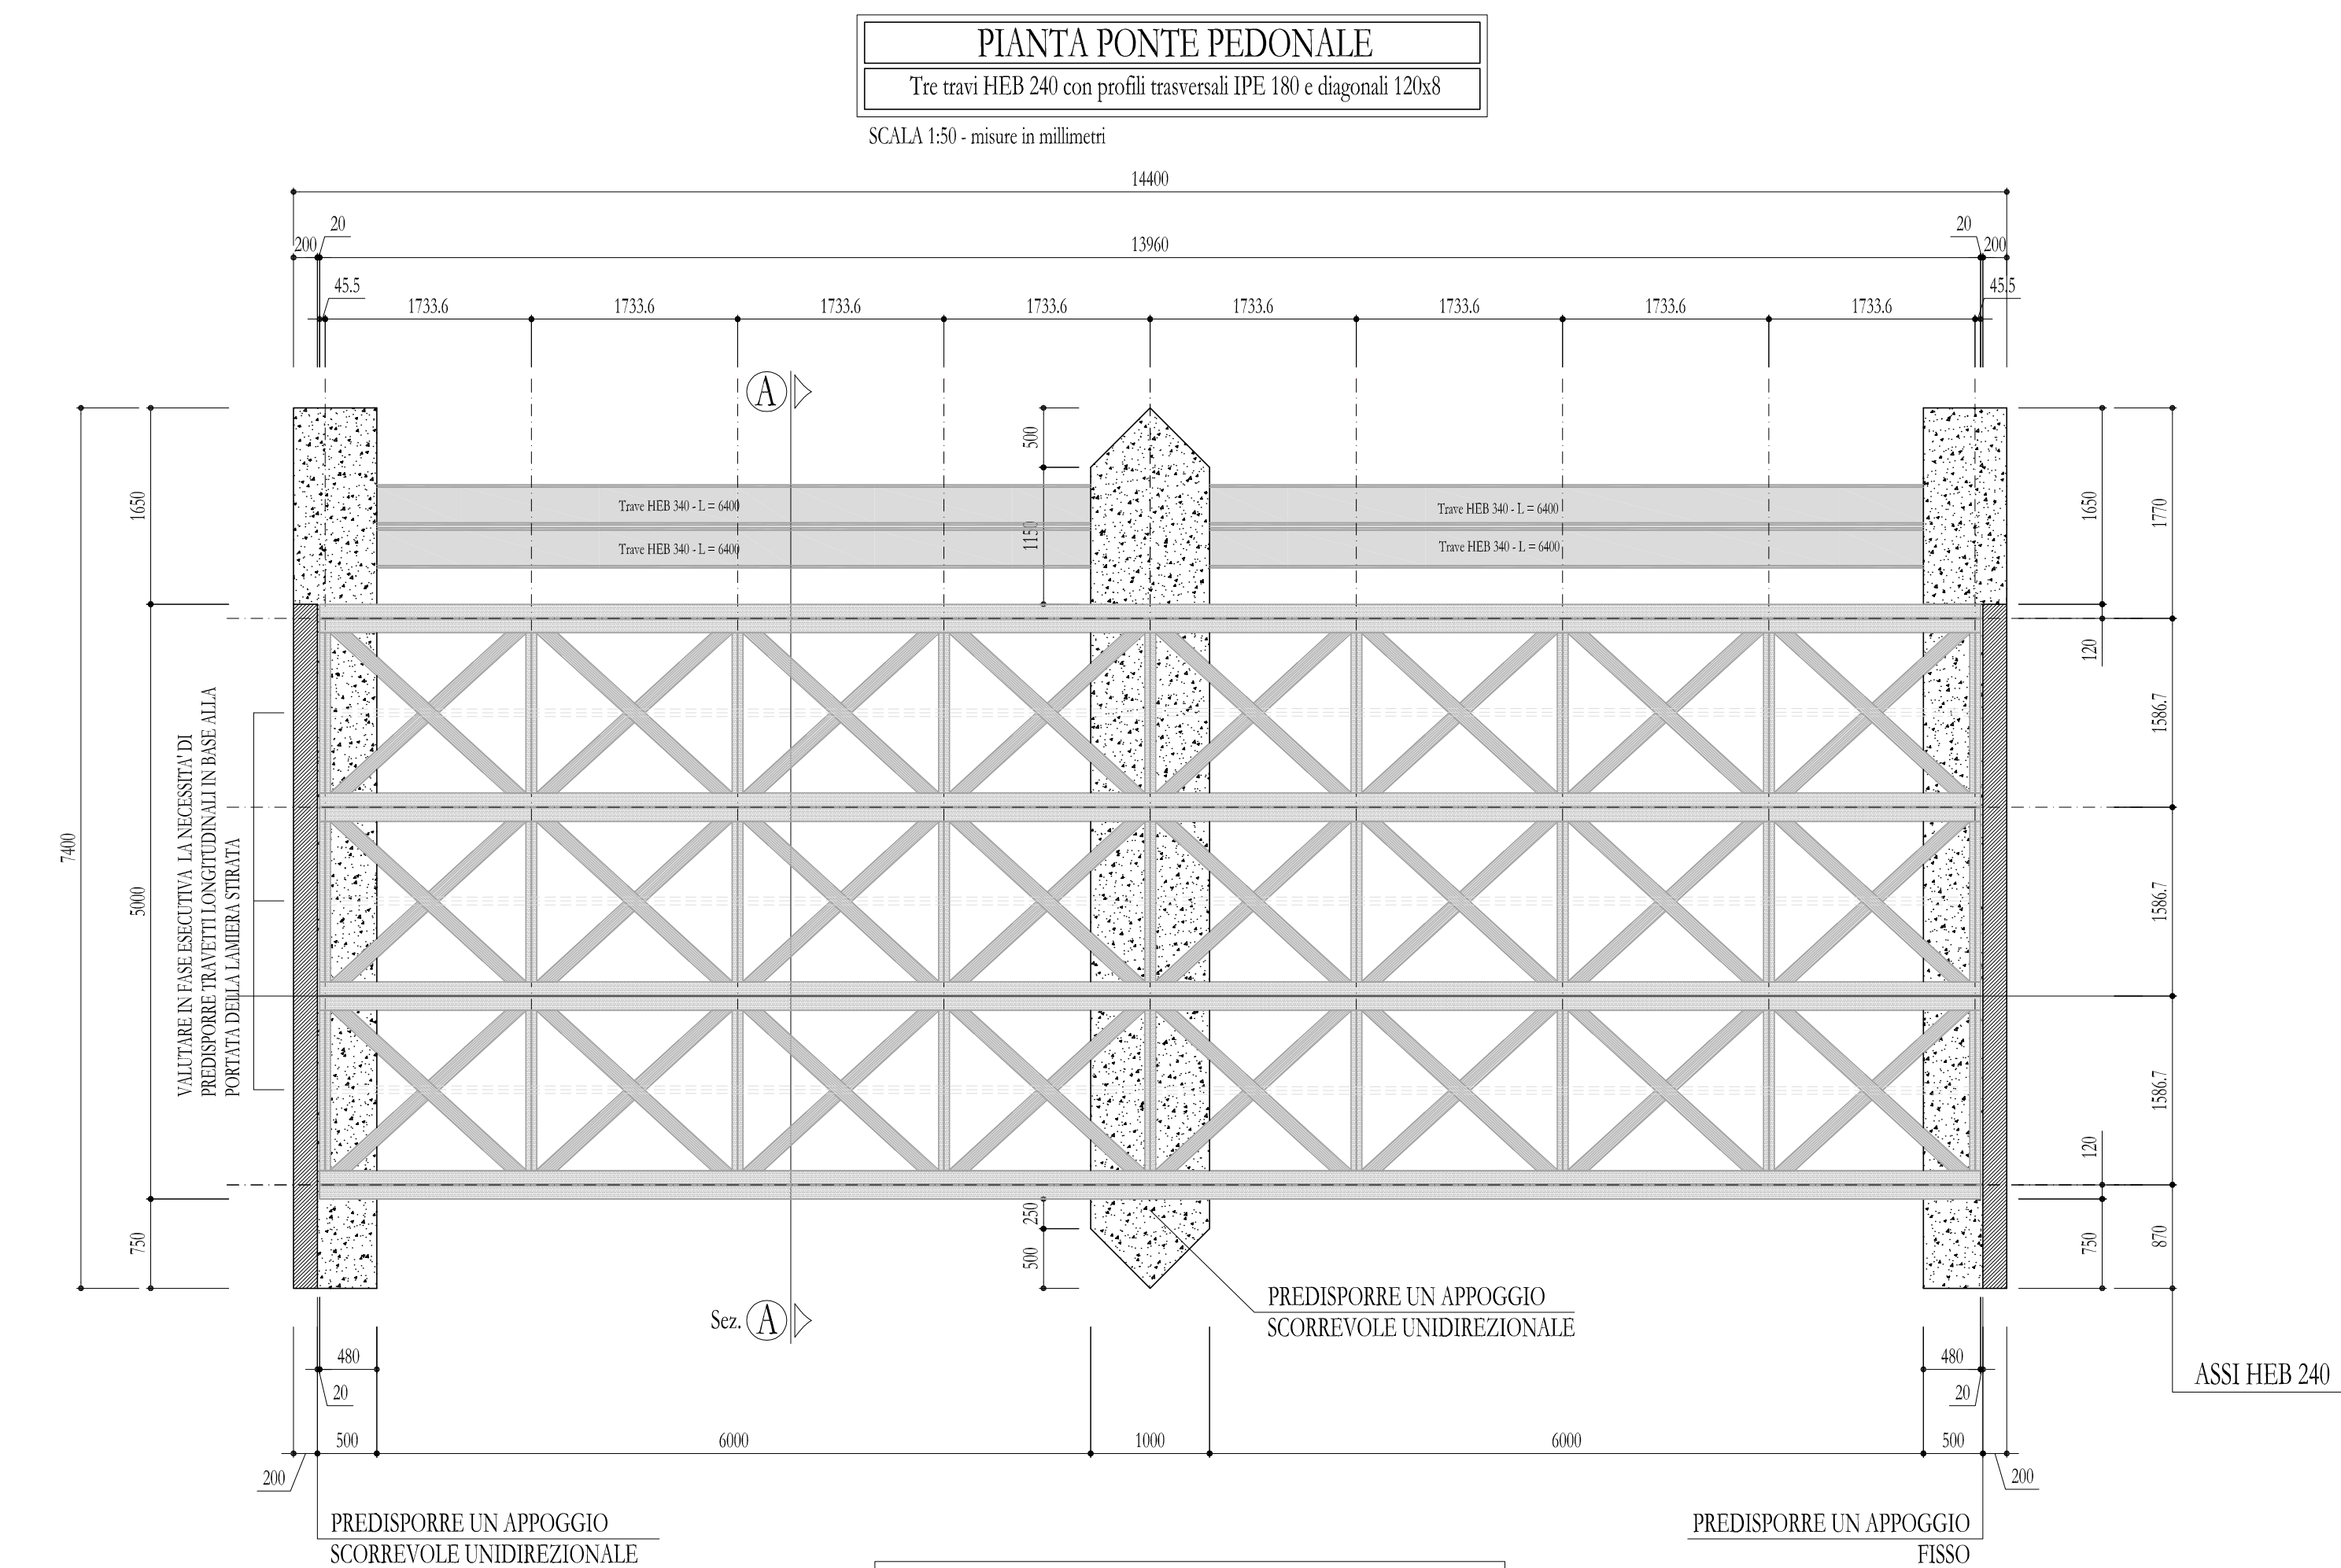 PIANTA PONTE PEDONALE
Tre travi HEB 240 con profili trasversali IPE 180 e diagonali 120x8
SCALA 1:50 - misure in millimetri
14400
20
20
200
13960
200
45.5
45.5
1733.6
1733.6
1733.6
1733.6
1733.6
1733.6
1733.6
1733.6
A
500
1650
1150
1650
1770
Trave HEB 340 - L = 6400
Trave HEB 340 - L = 6400
Trave HEB 340 - L = 6400
Trave HEB 340 - L = 6400
120
1586.7
7400
5000
VALUTARE IN FASE ESECUTIVA LA NECESSITA' DI
PREDISPORRE TRAVETTI LONGITUDINALI IN BASE ALLA
PORTATA DELLA LAMIERA STIRATA
1586.7
1586.7
120
750
250
500
750
870
PREDISPORRE UN APPOGGIO
SCORREVOLE UNIDIREZIONALE
Sez. A
480
20
480
20
ASSI HEB 240
500
6000
1000
6000
500
200
200
PREDISPORRE UN APPOGGIO
SCORREVOLE UNIDIREZIONALE
PREDISPORRE UN APPOGGIO
FISSO